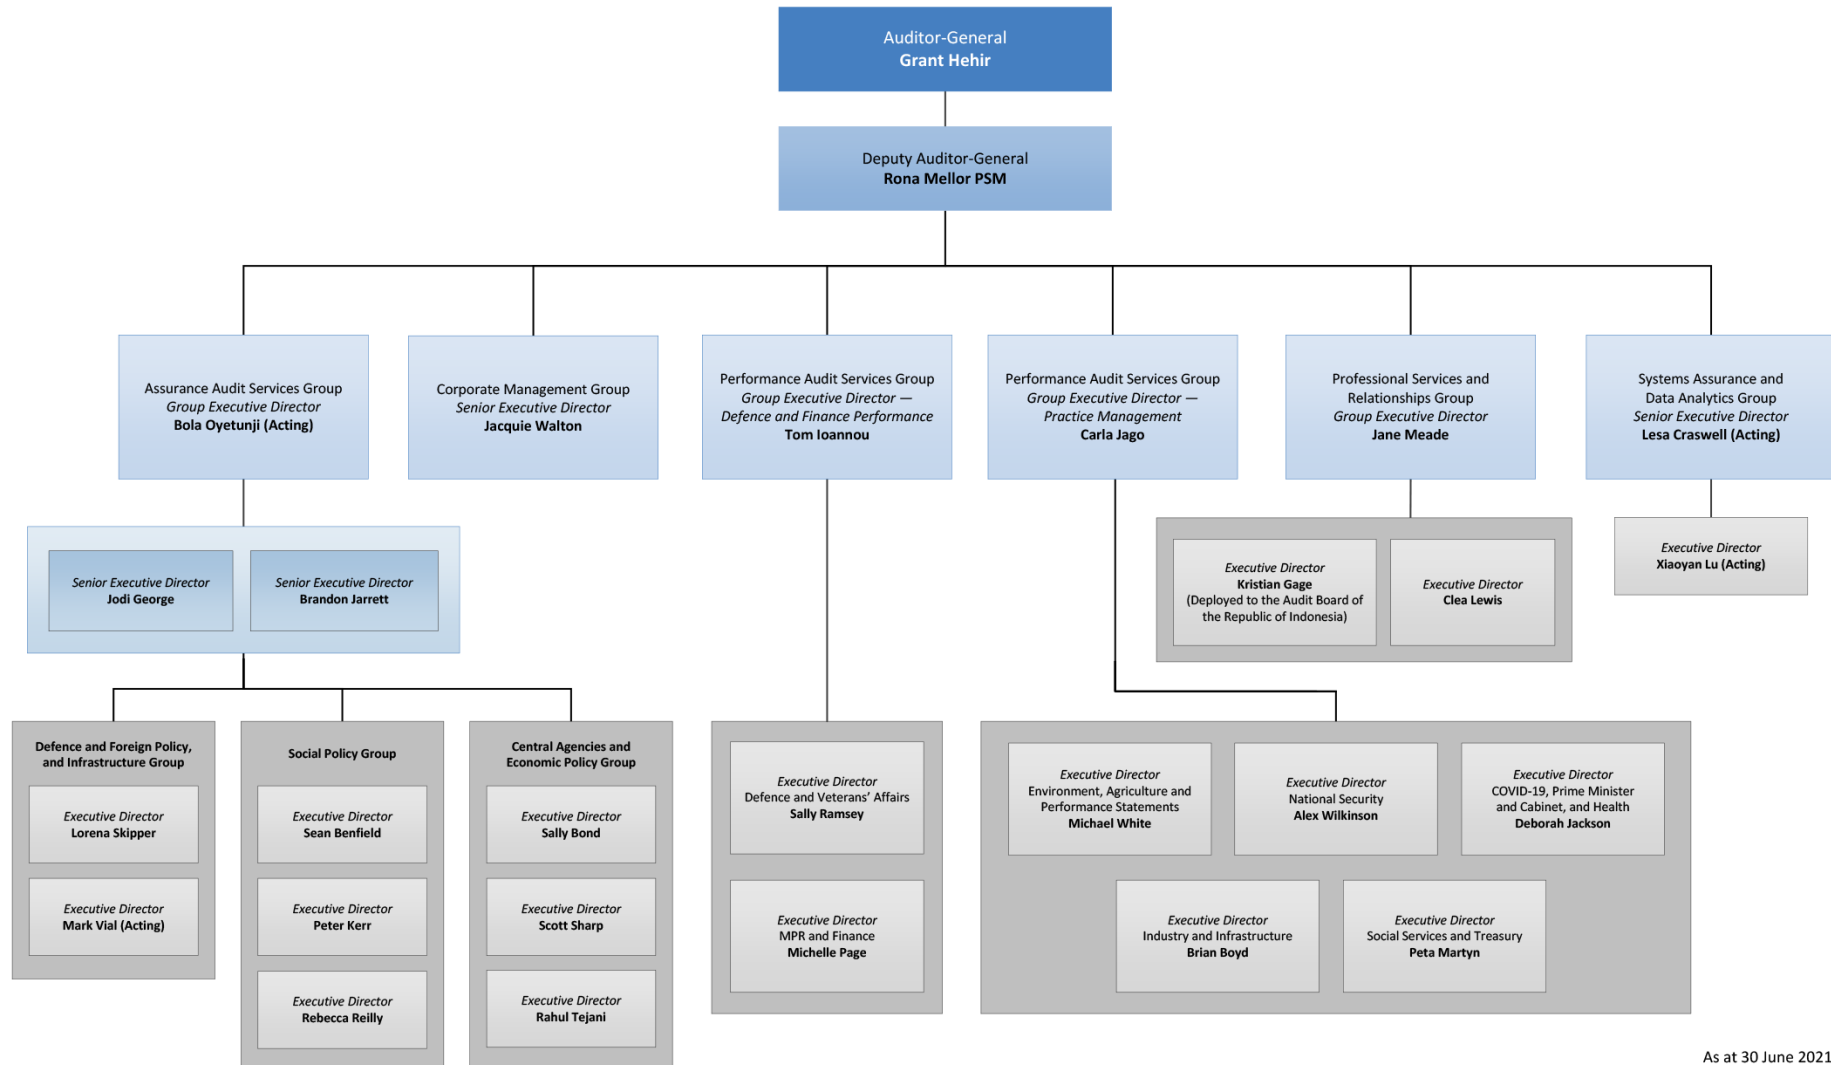 Auditor-General
Grant Hehir
Deputy Auditor-General
Rona Mellor PSM
Assurance Audit Services Group
Group Executive Director
Bola Oyetunji (Acting)
Corporate Management Group
Senior Executive Director
Jacquie Walton
Performance Audit Services Group
Group Executive Director —
Defence and Finance Performance
Tom Ioannou
Performance Audit Services Group
Group Executive Director —
Practice Management
Carla Jago
Professional Services and
Relationships Group
Group Executive Director
Jane Meade
Systems Assurance and
Data Analytics Group
Senior Executive Director
Lesa Craswell (Acting)
Senior Executive Director
Jodi George
Senior Executive Director
Brandon Jarrett
Executive Director
Kristian Gage
(Deployed to the Audit Board of
the Republic of Indonesia)
Executive Director
Clea Lewis
Executive Director
Xiaoyan Lu (Acting)
Defence and Foreign Policy,
and Infrastructure Group
Executive Director
Lorena Skipper
Executive Director
Mark Vial (Acting)
Social Policy Group
Executive Director
Sean Benfield
Executive Director
Peter Kerr
Executive Director
Rebecca Reilly
Central Agencies and
Economic Policy Group
Executive Director
Sally Bond
Executive Director
Scott Sharp
Executive Director
Rahul Tejani
Executive Director
Defence and Veterans’ Affairs
Sally Ramsey
Executive Director
MPR and Finance
Michelle Page
Executive Director
Environment, Agriculture and
Performance Statements
Michael White
Executive Director
National Security
Alex Wilkinson
Executive Director
COVID-19, Prime Minister
and Cabinet, and Health
Deborah Jackson
Executive Director
Industry and Infrastructure
Brian Boyd
Executive Director
Social Services and Treasury
Peta Martyn
As at 30 June 2021